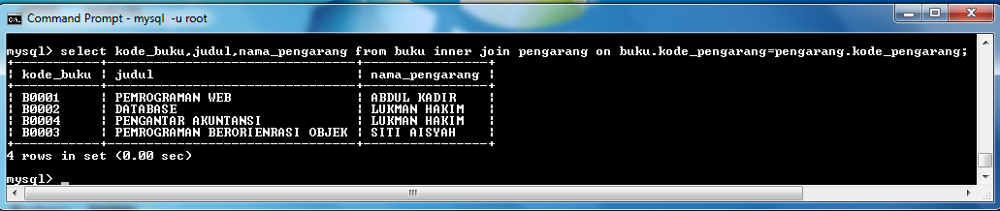 Command Prompt - mysql -u root
mysql> select kode_buku,judul,nama_pengarang from buku inner join pengarang on buku.kode_pengarang=pengarang.kode_pengarang;
+-----------+------------------------------+----------------+
| kode_buku | judul                        | nama_pengarang |
+-----------+------------------------------+----------------+
| B0001     | PEMROGRAMAN WEB              | ABDUL KADIR    |
| B0002     | DATABASE                     | LUKMAN HAKIM   |
| B0004     | PENGANTAR AKUNTANSI          | LUKMAN HAKIM   |
| B0003     | PEMROGRAMAN BERORIENRASI OBJEK | SITI AISYAH    |
+-----------+------------------------------+----------------+
4 rows in set (0.00 sec)
mysql> _